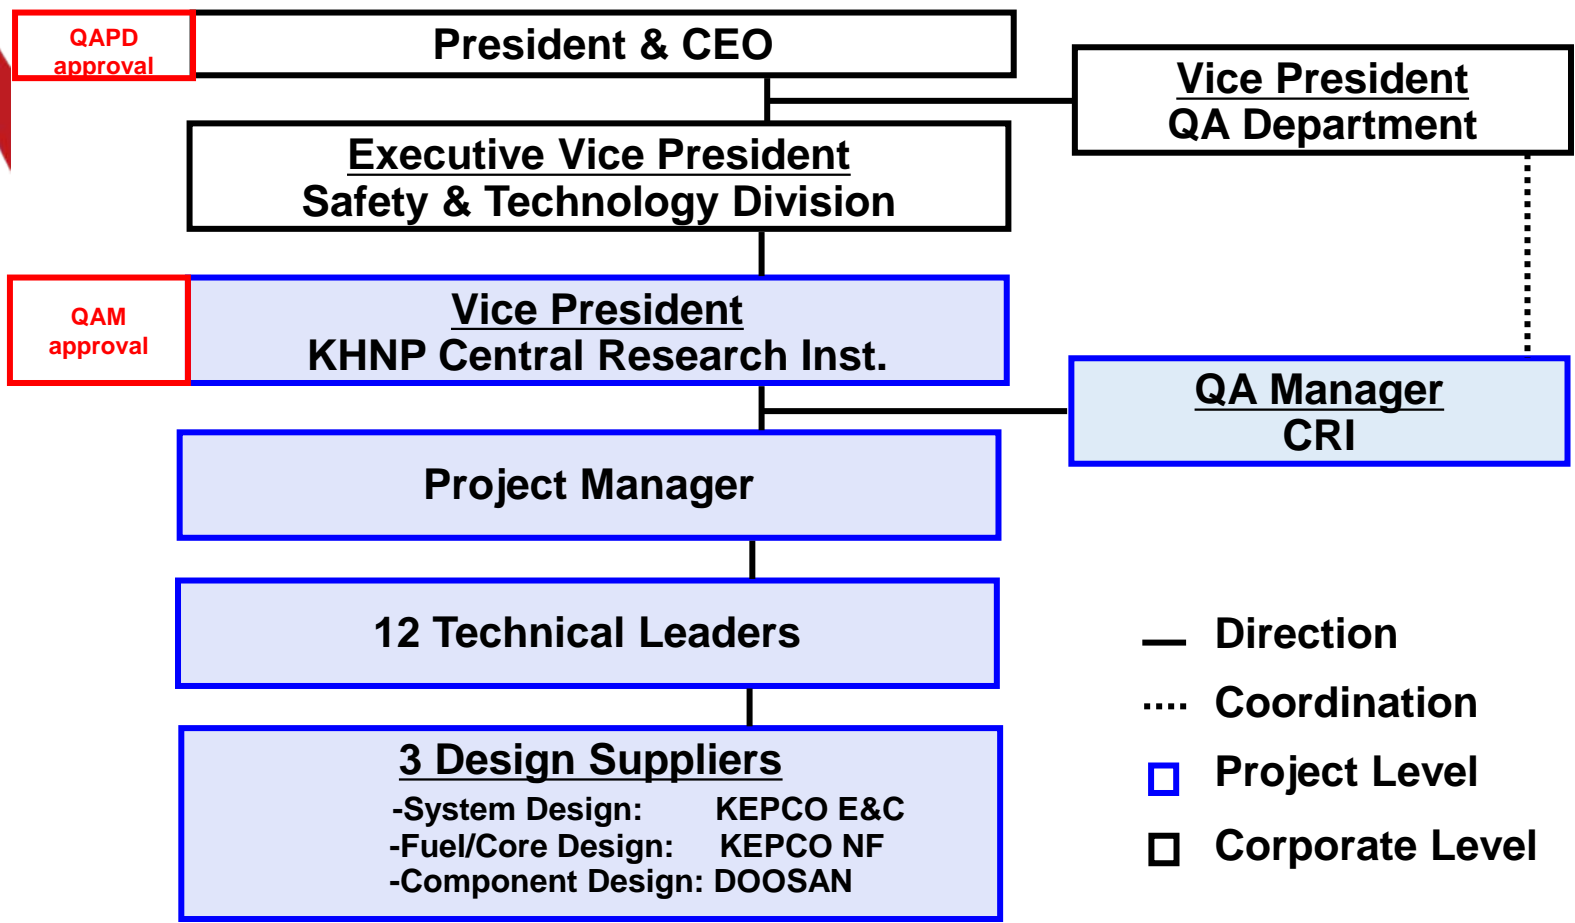 QAPD
approval
President & CEO
Vice President
QA Department
Executive Vice President
Safety & Technology Division
QAM
approval
Vice President
KHNP Central Research Inst.
QA Manager
CRI
Project Manager
12 Technical Leaders
3 Design Suppliers
-System Design: KEPCO E&C
-Fuel/Core Design: KEPCO NF
-Component Design: DOOSAN
Direction
Coordination
Project Level
Corporate Level